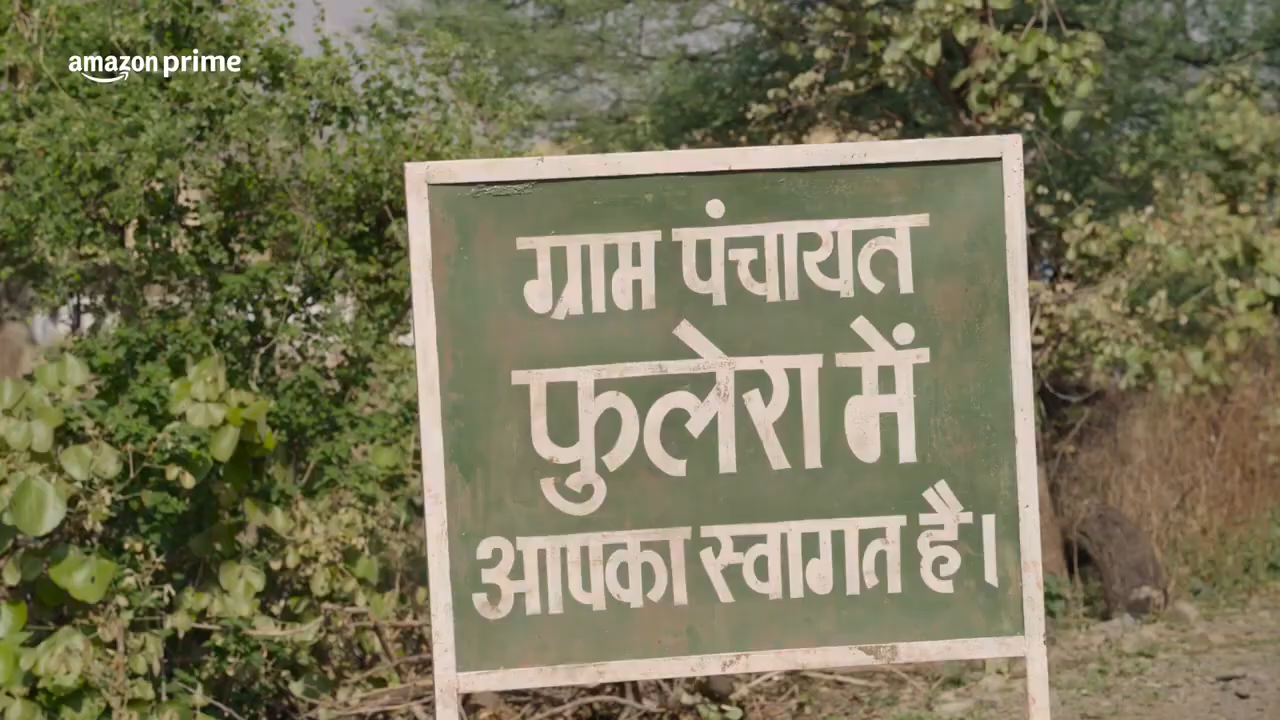 amazon prime
ग्राम पंचायत
फुलेरा में
आपका स्वागत है।